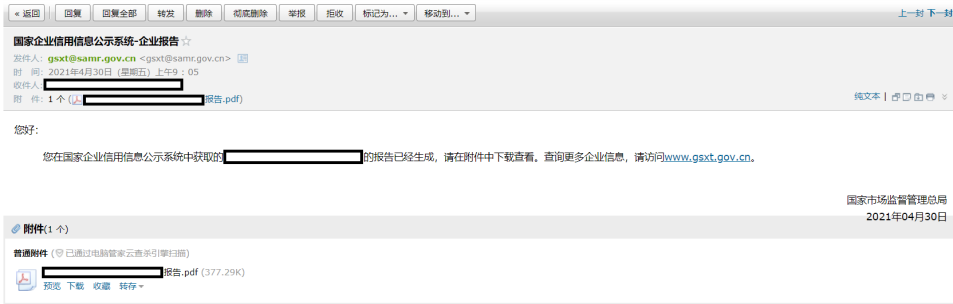 « 返回 回复 回复全部 转发 删除 彻底删除 举报 拒收 标记为... 移动到... 上一封 下一封
国家企业信用信息公示系统-企业报告
发件人：gsxt@samr.gov.cn <gsxt@samr.gov.cn>
时 间：2021年4月30日 (星期五) 上午9：05
收件人：
附 件：1 个 ( 报告.pdf)
纯文本 |
您好：
您在国家企业信用信息公示系统中获取的 的报告已经生成，请在附件中下载查看。查询更多企业信息，请访问www.gsxt.gov.cn。
国家市场监督管理总局
2021年04月30日
附件(1 个)
普通附件 ( 已通过电脑管家云查杀引擎扫描)
报告.pdf (377.29K)
预览 下载 收藏 转存